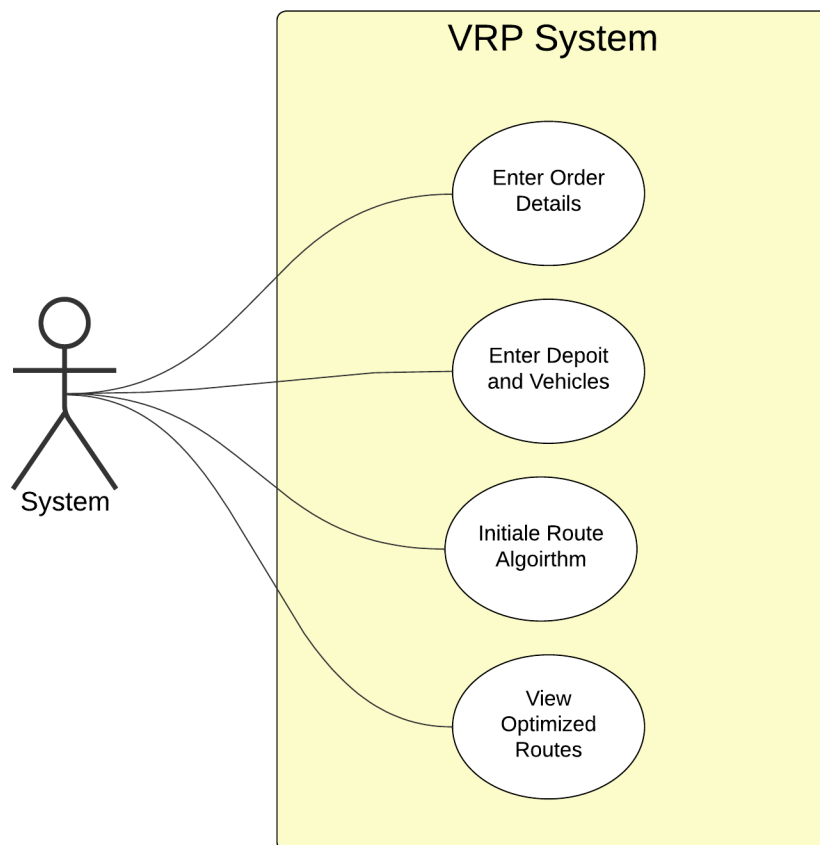 VRP System
Enter Order
Details
Enter Depoit
and Vehicles
Initiale Route
Algoirthm
View
Optimized
Routes
System